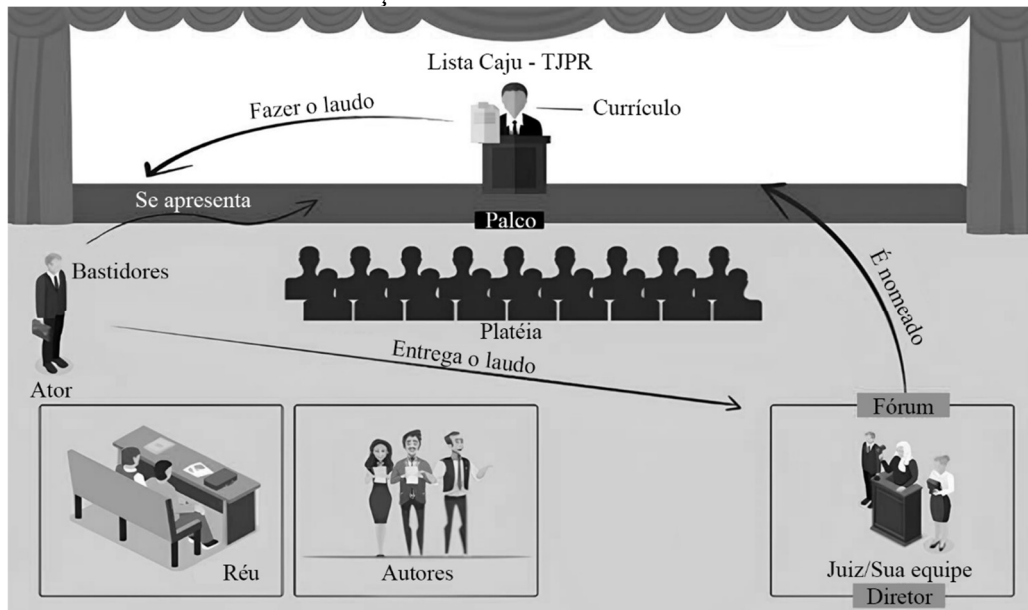 Lista Caju - TJPR
Fazer o laudo
Currículo
Se apresenta
Palco
Bastidores
É nomeado
Platéia
Entrega o laudo
Ator
Fórum
Réu
Autores
Juiz/Sua equipe
Diretor